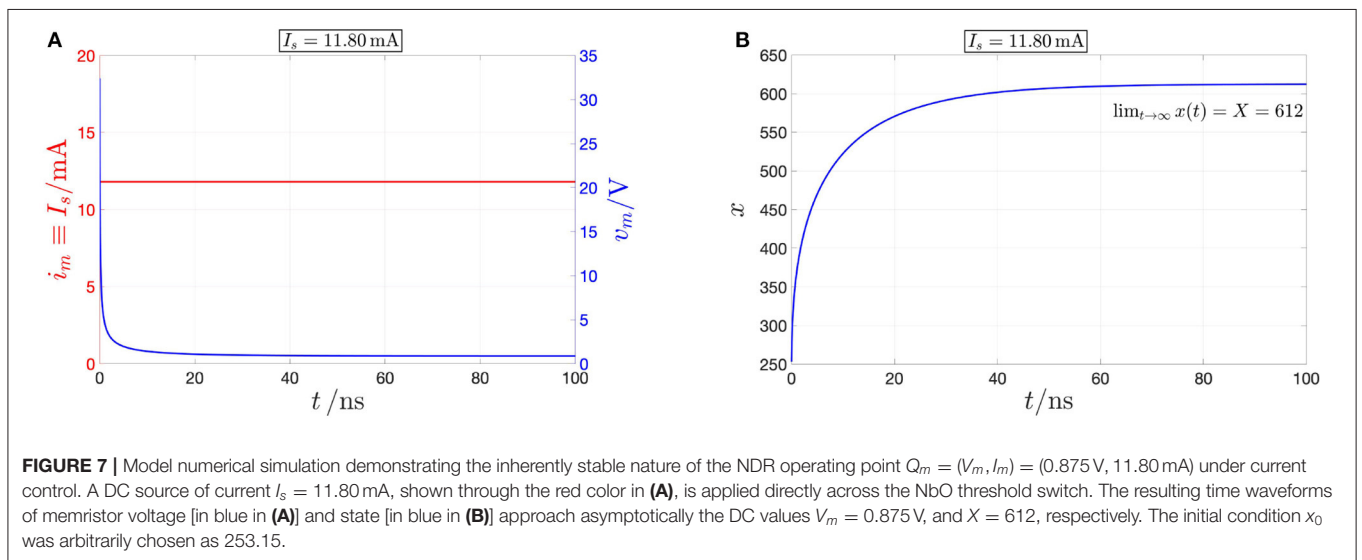 A
I_s = 11.80 mA
20
15
10
5
0
i_m ≡ I_s/mA
35
30
25
20
15
10
5
0
v_m/V
0
20
40
60
80
100
t /ns
B
I_s = 11.80 mA
650
600
550
500
450
400
350
300
250
x
lim_{t→∞} x(t) = X = 612
0
20
40
60
80
100
t/ns
FIGURE 7 | Model numerical simulation demonstrating the inherently stable nature of the NDR operating point Q_m = (V_m, I_m) = (0.875 V, 11.80 mA) under current
control. A DC source of current I_s = 11.80 mA, shown through the red color in (A), is applied directly across the NbO threshold switch. The resulting time waveforms
of memristor voltage [in blue in (A)] and state [in blue in (B)] approach asymptotically the DC values V_m = 0.875 V, and X = 612, respectively. The initial condition x_0
was arbitrarily chosen as 253.15.